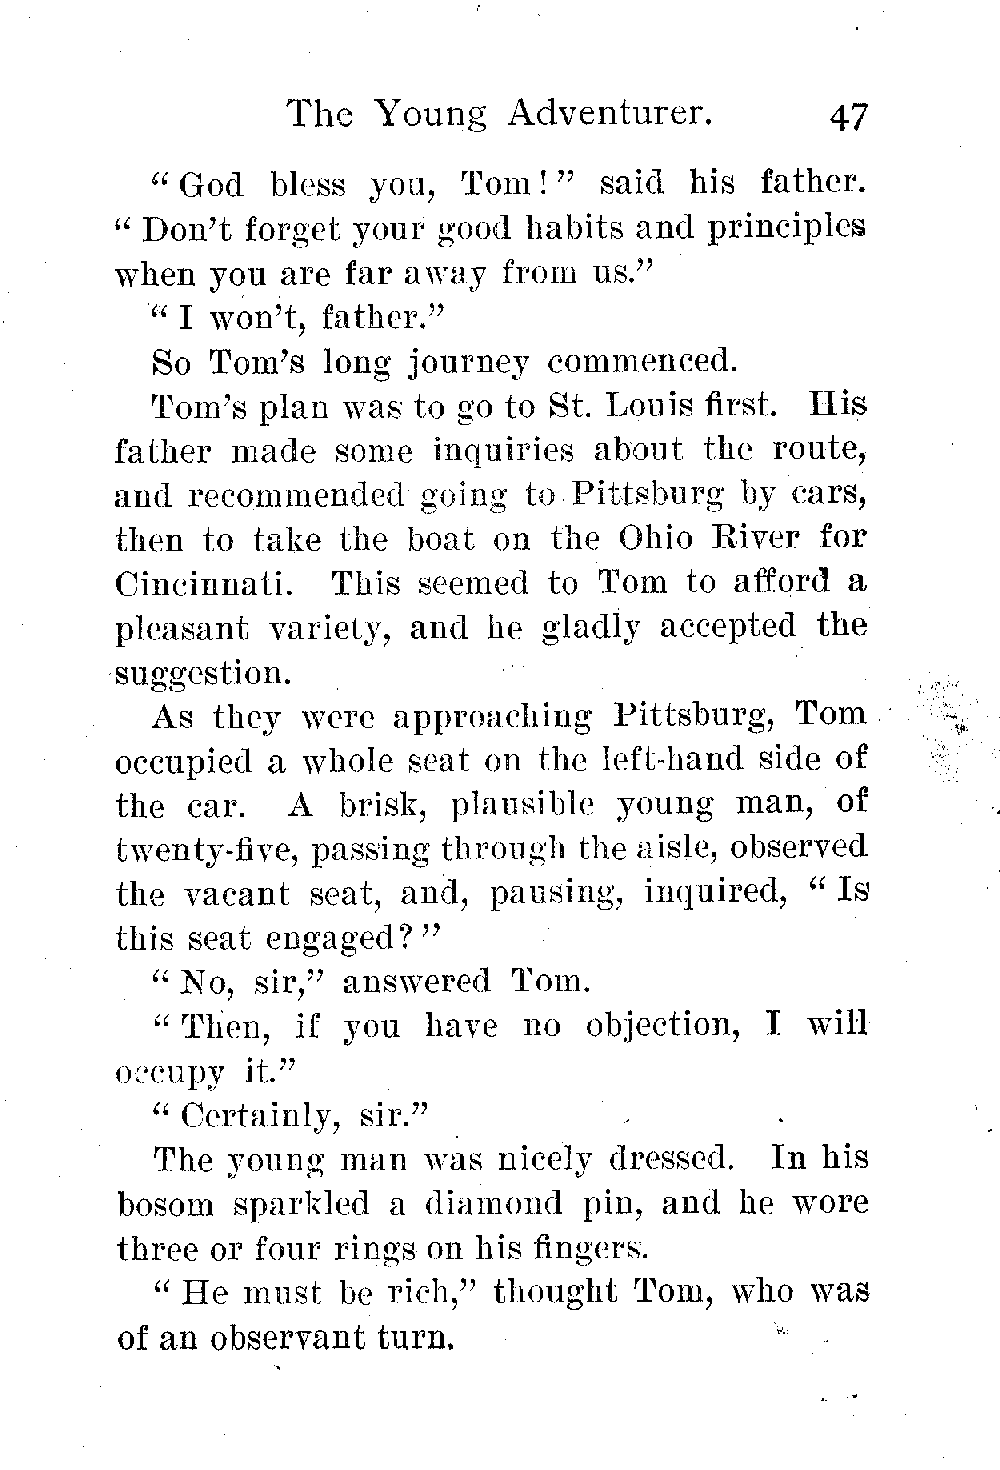 The Young Adventurer. 47
“ God bless you, Tom! ” said his father.
“ Don’t forget your good habits and principles
when you are far away from us.”
“ I won’t, father.”
So Tom’s long journey commenced.
Tom’s plan was to go to St. Louis first. His
father made some inquiries about the route,
and recommended going to Pittsburg by cars,
then to take the boat on the Ohio River for
Cincinnati. This seemed to Tom to afford a
pleasant variety, and he gladly accepted the
suggestion.
As they were approaching Pittsburg, Tom
occupied a whole seat on the left-hand side of
the car. A brisk, plausible young man, of
twenty-five, passing through the aisle, observed
the vacant seat, and, pausing, inquired, “ Is
this seat engaged? ”
“ No, sir,” answered Tom.
“ Then, if you have no objection, I will
occupy it.”
“ Certainly, sir.”
The young man was nicely dressed. In his
bosom sparkled a diamond pin, and he wore
three or four rings on his fingers.
“ He must be rich,” thought Tom, who was
of an observant turn.